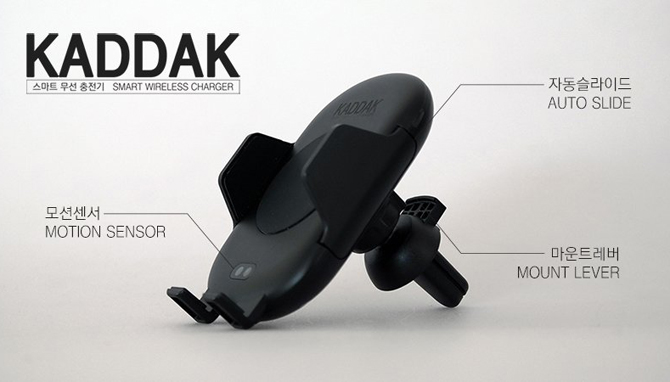 KADDAK
스마트 무선 충전기 SMART WIRELESS CHARGER
KADDAK
자동슬라이드
AUTO SLIDE
모션센서
MOTION SENSOR
마운트레버
MOUNT LEVER